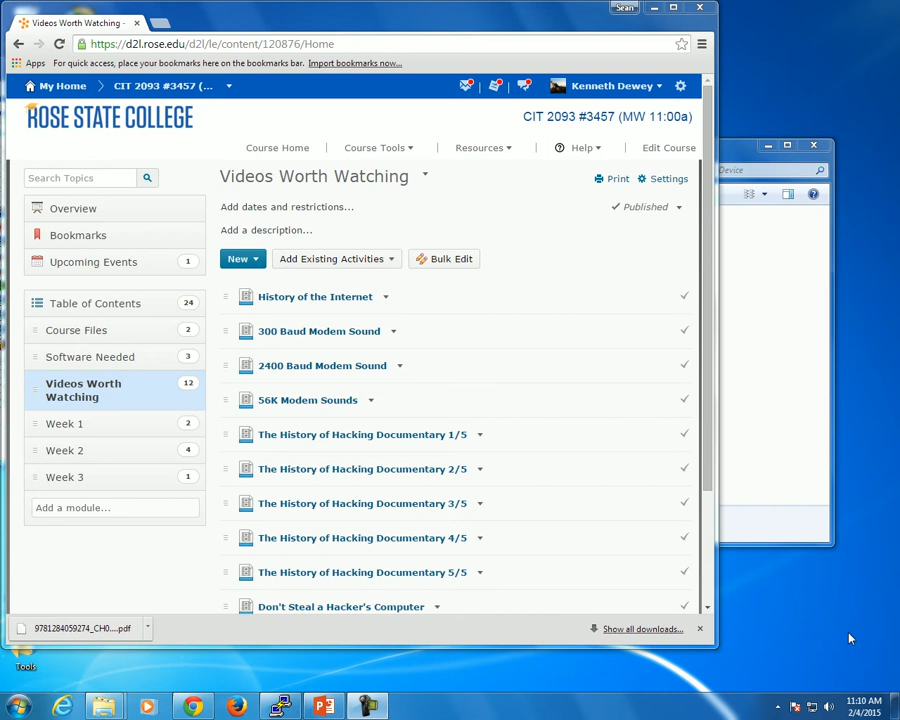 Sean
Videos Worth Watching -
https://d2l.rose.edu/d2l/le/content/120876/Home
Apps For quick access, place your bookmarks here on the bookmarks bar. Import bookmarks now...
My Home CIT 2093 #3457 (... Kenneth Dewey
ROSE STATE COLLEGE
CIT 2093 #3457 (MW 11:00a)
Course Home Course Tools Resources Help Edit Course
Device
Search Topics
Videos Worth Watching
Print Settings
Overview
Bookmarks
Upcoming Events 1
Table of Contents 24
Course Files 2
Software Needed 3
Videos Worth
Watching
12
Week 1 2
Week 2 4
Week 3 1
Add a module...
Add dates and restrictions...
Published
Add a description...
New Add Existing Activities Bulk Edit
History of the Internet
300 Baud Modem Sound
2400 Baud Modem Sound
56K Modem Sounds
The History of Hacking Documentary 1/5
The History of Hacking Documentary 2/5
The History of Hacking Documentary 3/5
The History of Hacking Documentary 4/5
The History of Hacking Documentary 5/5
Don't Steal a Hacker's Computer
9781284059274_CH0....pdf
Show all downloads...
Tools
11:10 AM
2/4/2015